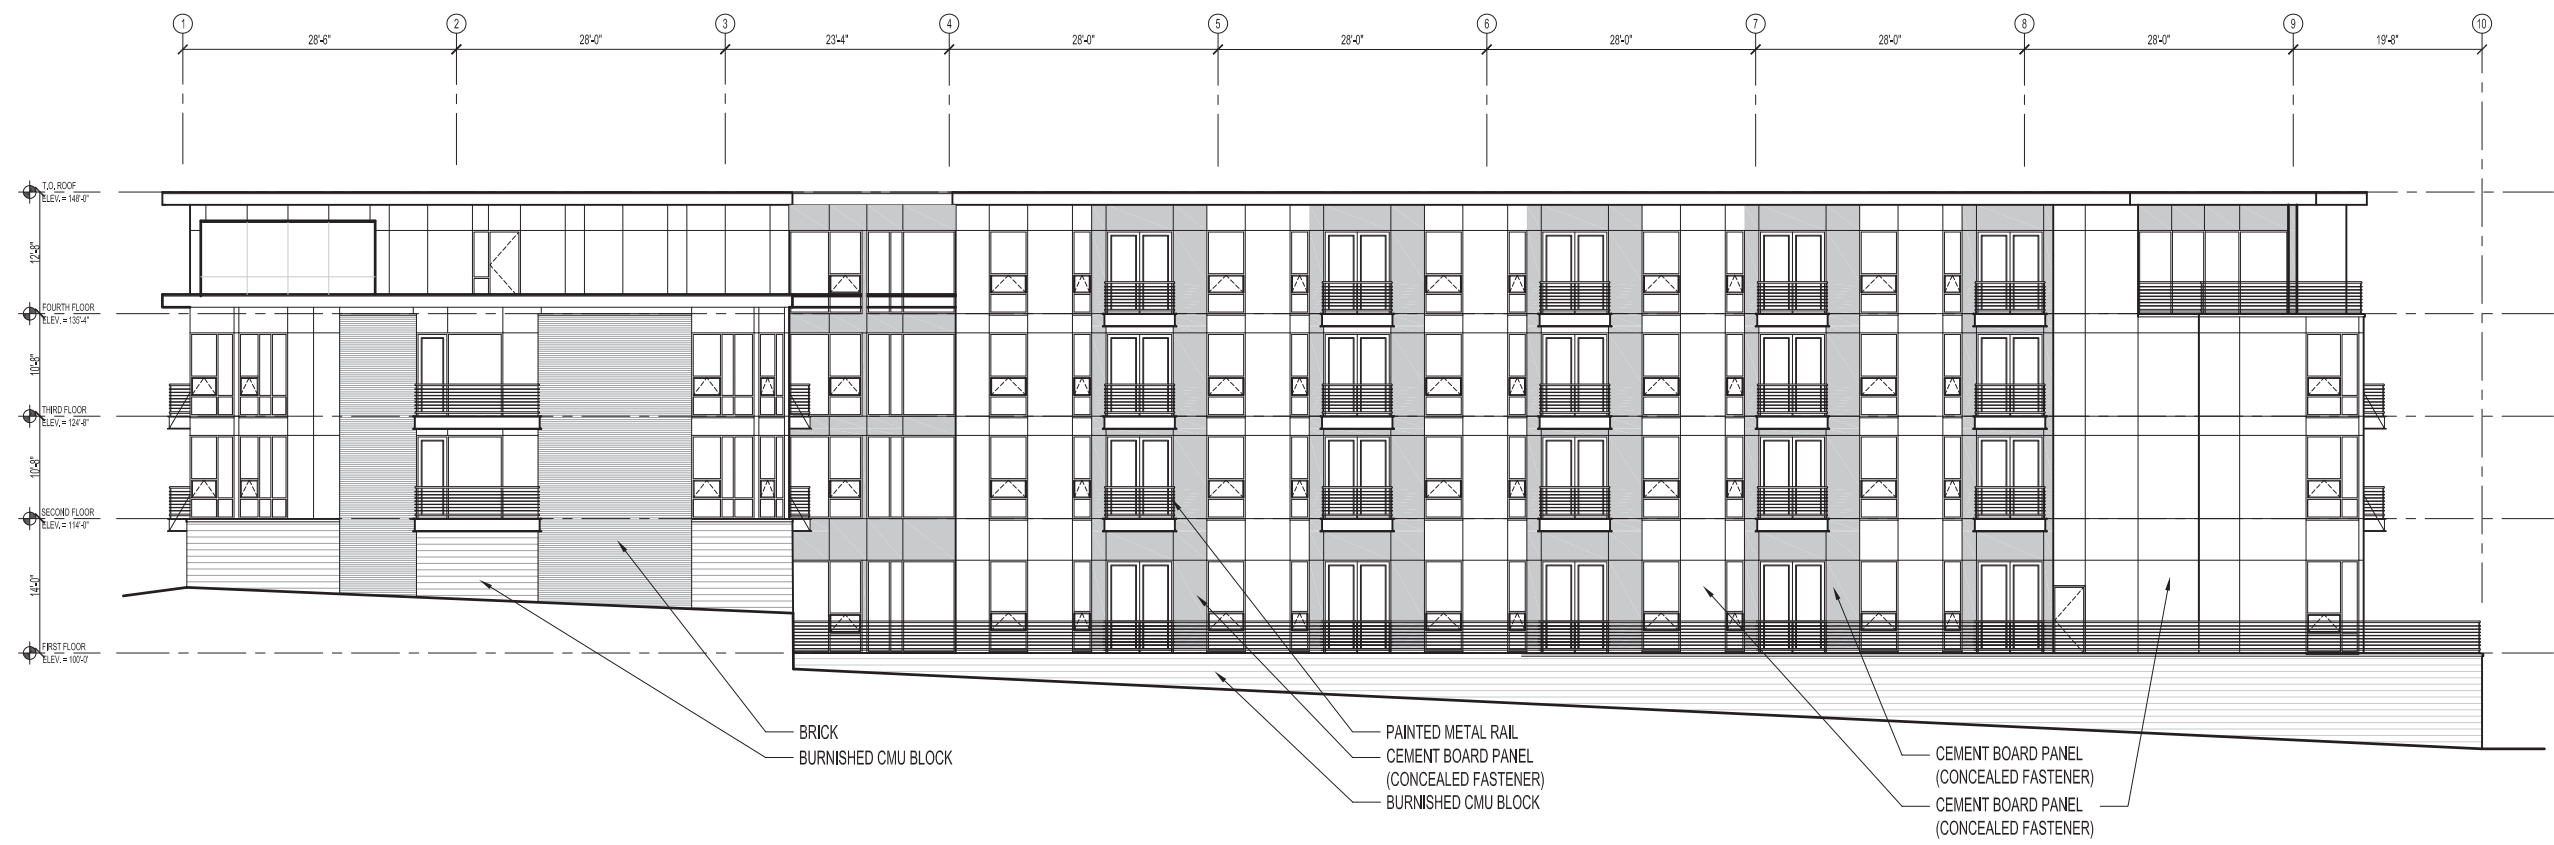 1 2 3 4 5 6 7 8 9 10
28'-6" 28'-0" 23'-4" 28'-0" 28'-0" 28'-0" 28'-0" 28'-0" 19'-8"
T.O. ROOF
ELEV. = 148'-0"
12'-8"
FOURTH FLOOR
ELEV. = 135'-4"
10'-8"
THIRD FLOOR
ELEV. = 124'-8"
10'-8"
SECOND FLOOR
ELEV. = 114'-0"
14'-0"
FIRST FLOOR
ELEV. = 100'-0'
BRICK
BURNISHED CMU BLOCK
PAINTED METAL RAIL
CEMENT BOARD PANEL
(CONCEALED FASTENER)
BURNISHED CMU BLOCK
CEMENT BOARD PANEL
(CONCEALED FASTENER)
CEMENT BOARD PANEL
(CONCEALED FASTENER)